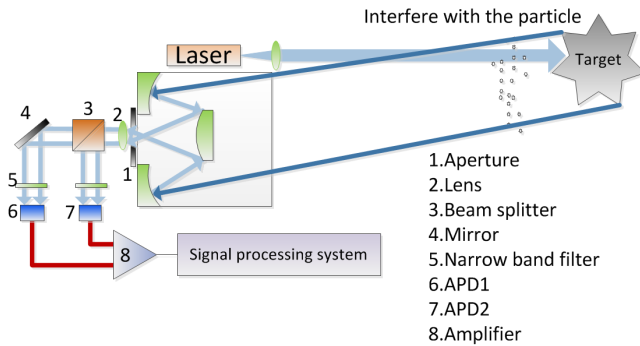 Interfere with the particle
Laser
Target
4
3
2
1
5
6
7
8
Signal processing system
1.Aperture
2.Lens
3.Beam splitter
4.Mirror
5.Narrow band filter
6.APD1
7.APD2
8.Amplifier